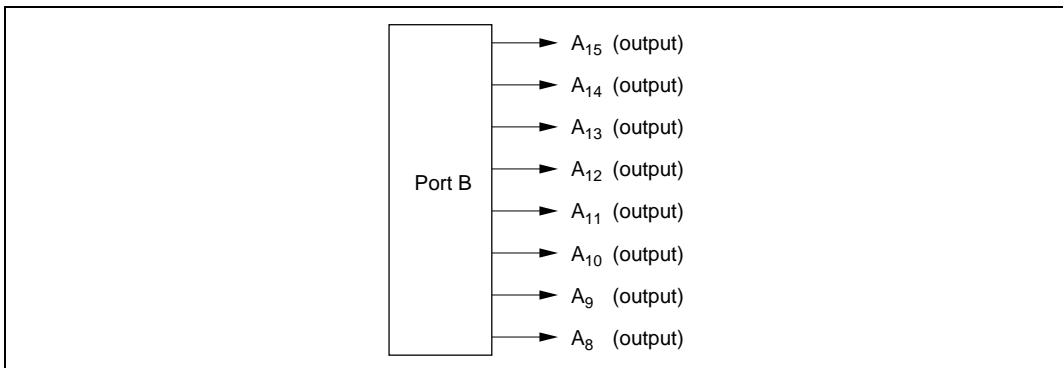 A15 (output)
A14 (output)
A13 (output)
A12 (output)
Port B
A11 (output)
A10 (output)
A9 (output)
A8 (output)